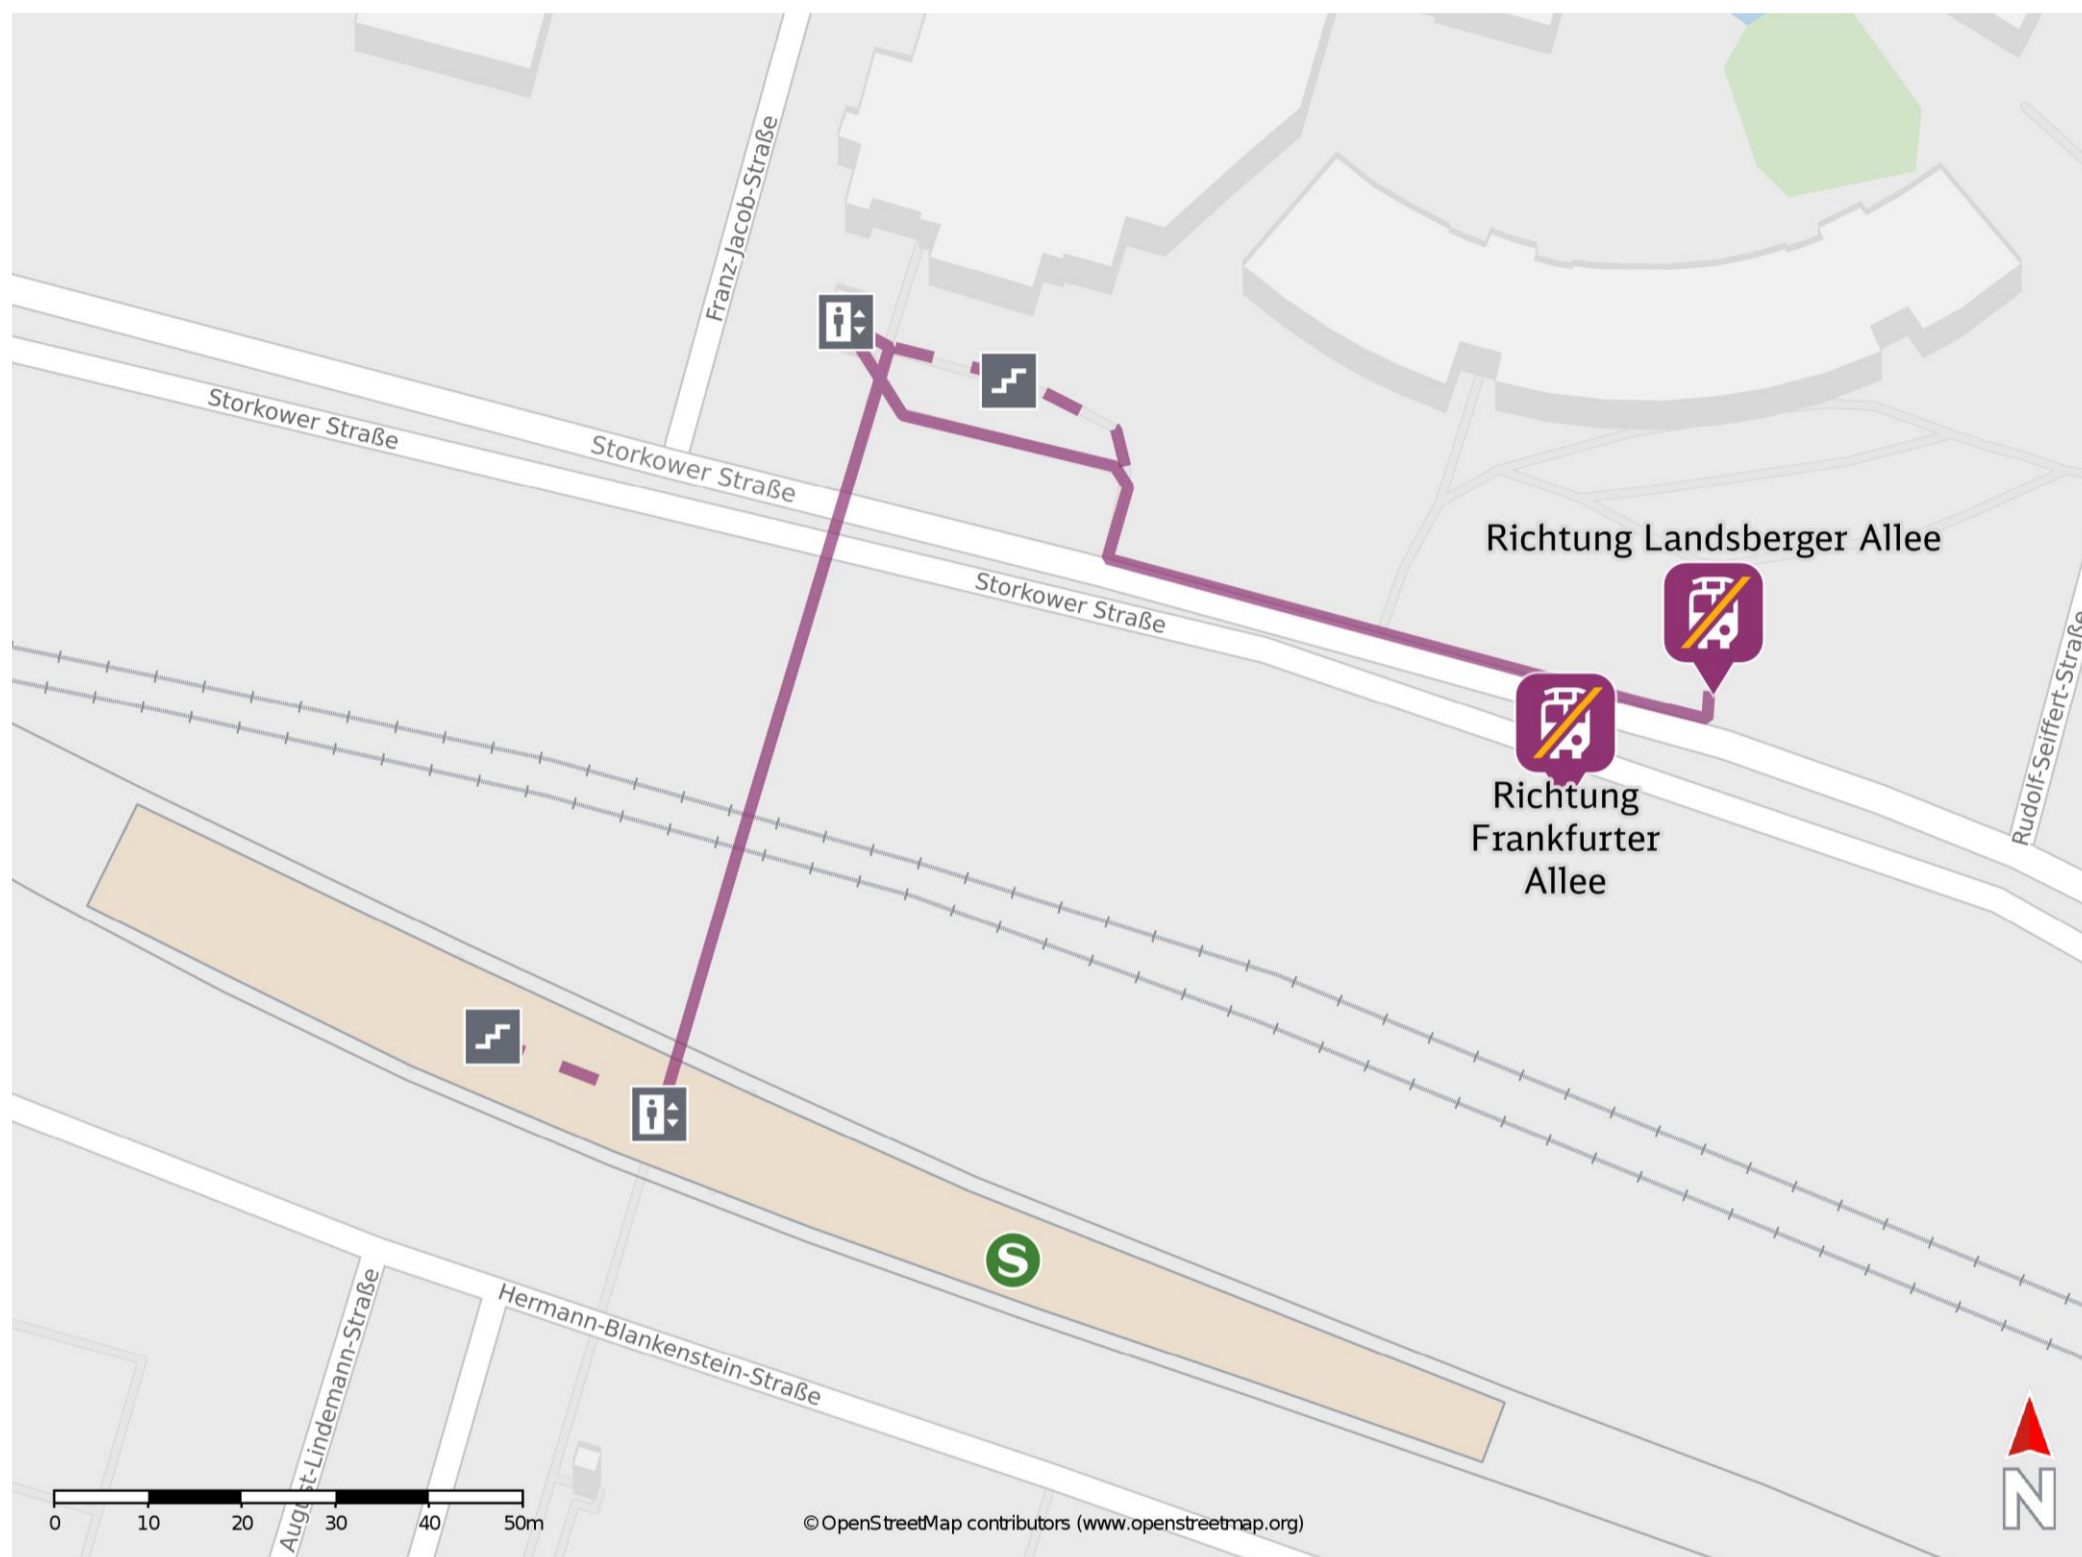 Franz-Jacob-Straße
Storkower Straße
Storkower Straße
Storkower Straße
Richtung Landsberger Allee
Rudolf-Seiffert-Straße
Richtung
Frankfurter
Allee
S
Hermann-Blankenstein-Straße
August-Lindemann-Straße
N
0 10 20 30 40 50m
© OpenStreetMap contributors (www.openstreetmap.org)